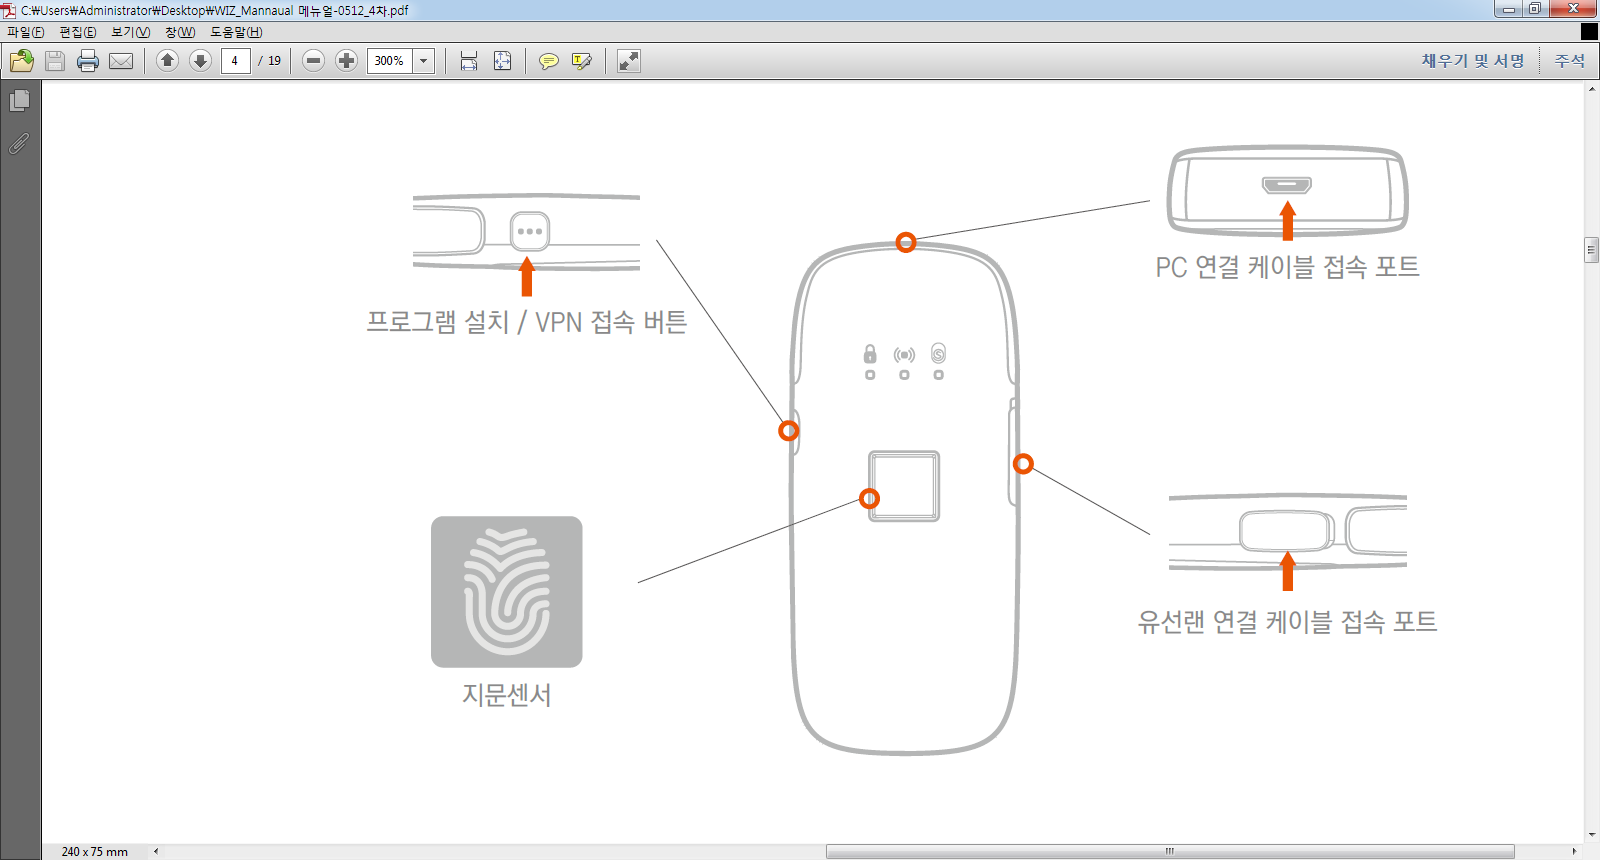 C:₩Users₩Administrator₩Desktop₩WIZ_Mannaual 메뉴얼-0512_4차.pdf
파일(F) 편집(E) 보기(V) 창(W) 도움말(H)
4 / 19 300% 채우기 및 서명 주석
PC 연결 케이블 접속 포트
프로그램 설치 / VPN 접속 버튼
유선랜 연결 케이블 접속 포트
지문센서
240 x 75 mm